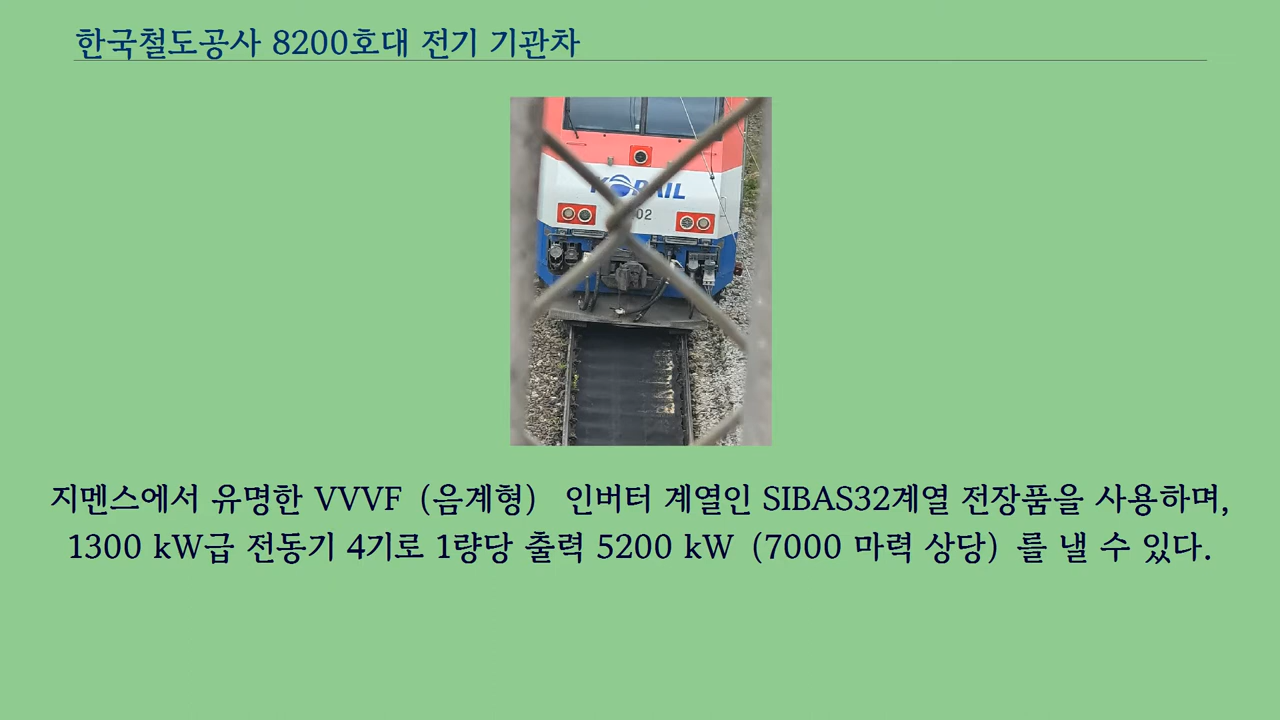 한국철도공사 8200호대 전기 기관차
KORAIL
02
지멘스에서 유명한 VVVF (음계형) 인버터 계열인 SIBAS32계열 전장품을 사용하며,
1300 kW급 전동기 4기로 1량당 출력 5200 kW (7000 마력 상당) 를 낼 수 있다.